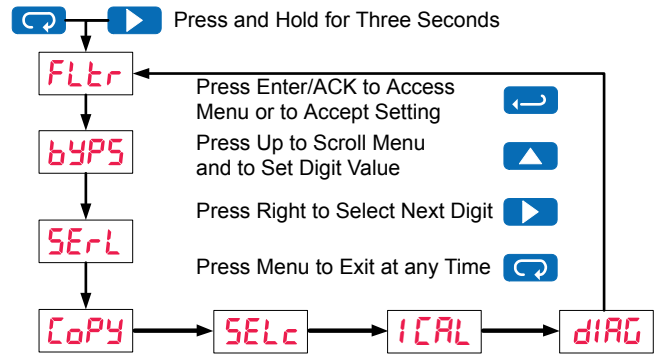 Press and Hold for Three Seconds
FLtr
Press Enter/ACK to Access
Menu or to Accept Setting
bYPS
Press Up to Scroll Menu
and to Set Digit Value
Press Right to Select Next Digit
SErL
Press Menu to Exit at any Time
CoPY
SELc
ICAL
dIAG